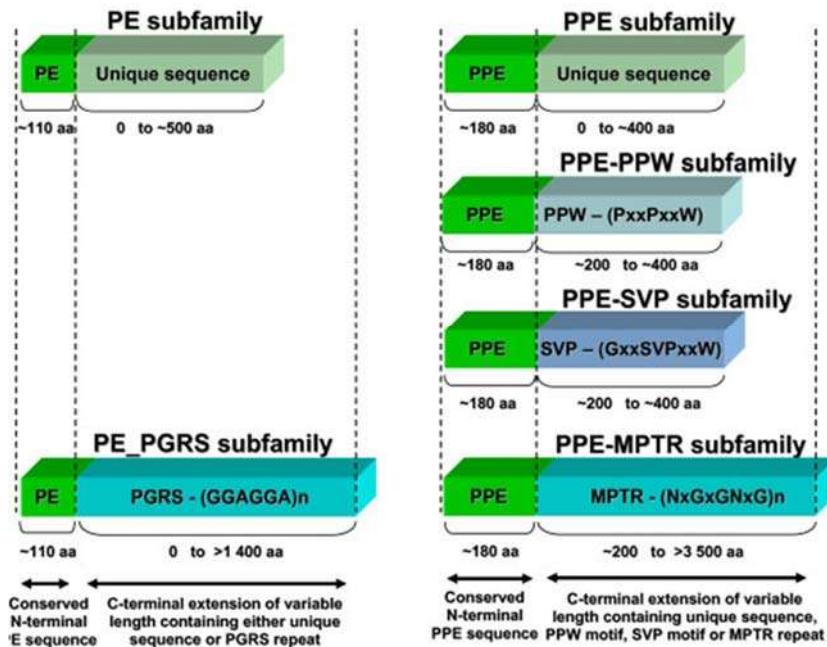 PE subfamily
PE
Unique sequence
~110 aa
0 to ~500 aa
PE_PGRS subfamily
PE
PGRS - (GGAGGA)n
~110 aa
0 to >1 400 aa
Conserved
N-terminal
PE sequence
C-terminal extension of variable
length containing either unique
sequence or PGRS repeat
PPE subfamily
PPE
Unique sequence
~180 aa
0 to ~400 aa
PPE-PPW subfamily
PPE
PPW – (PxxPxxW)
~180 aa
~200 to ~400 aa
PPE-SVP subfamily
PPE
SVP – (GxxSVPxxW)
~180 aa
~200 to ~400 aa
PPE-MPTR subfamily
PPE
MPTR - (NxGxGNxG)n
~180 aa
~200 to >3 500 aa
Conserved
N-terminal
PPE sequence
C-terminal extension of variable
length containing unique sequence,
PPW motif, SVP motif or MPTR repeat